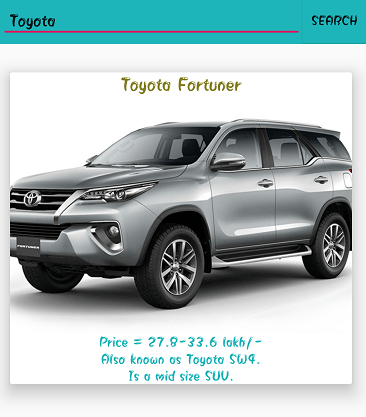 Toyota SEARCH
Toyota Fortuner
FORTUNER
Price = 27.8-33.6 lakh/-
Also known as Toyota SW4.
Is a mid size SUV.